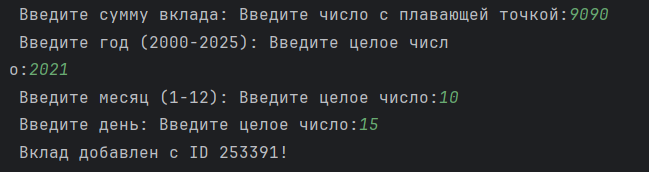 Введите сумму вклада: Введите число с плавающей точкой:9090
Введите год (2000-2025): Введите целое числ
о:2021
Введите месяц (1-12): Введите целое число:10
Введите день: Введите целое число:15
Вклад добавлен с ID 253391!